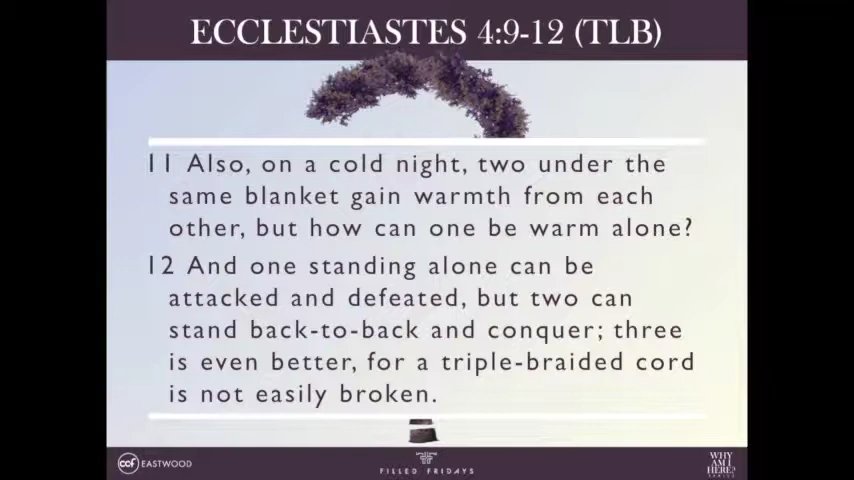 ECCLESTIASTES 4:9-12 (TLB)
11 Also, on a cold night, two under the
same blanket gain warmth from each
other, but how can one be warm alone?
12 And one standing alone can be
attacked and defeated, but two can
stand back-to-back and conquer; three
is even better, for a triple-braided cord
is not easily broken.
ccf EASTWOOD
FILLED FRIDAYS
WHY
AM I
HERE?
SERIES